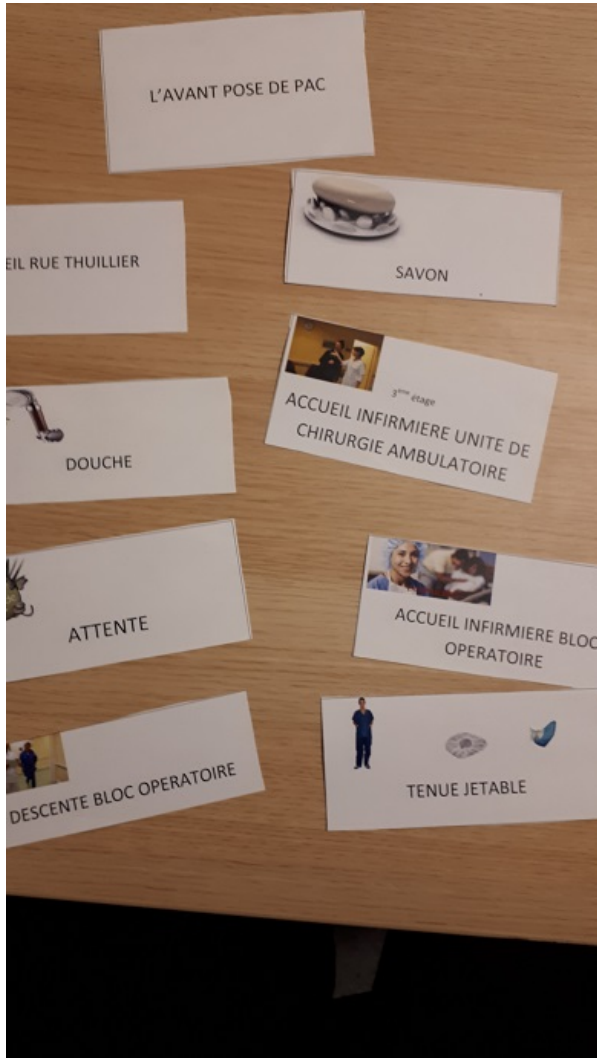 L'AVANT POSE DE PAC
SAVON
EIL RUE THUILLIER
3ème étage
ACCUEIL INFIRMIERE UNITE DE
CHIRURGIE AMBULATOIRE
DOUCHE
ATTENTE
ACCUEIL INFIRMIERE BLOC
OPERATOIRE
DESCENTE BLOC OPERATOIRE
TENUE JETABLE